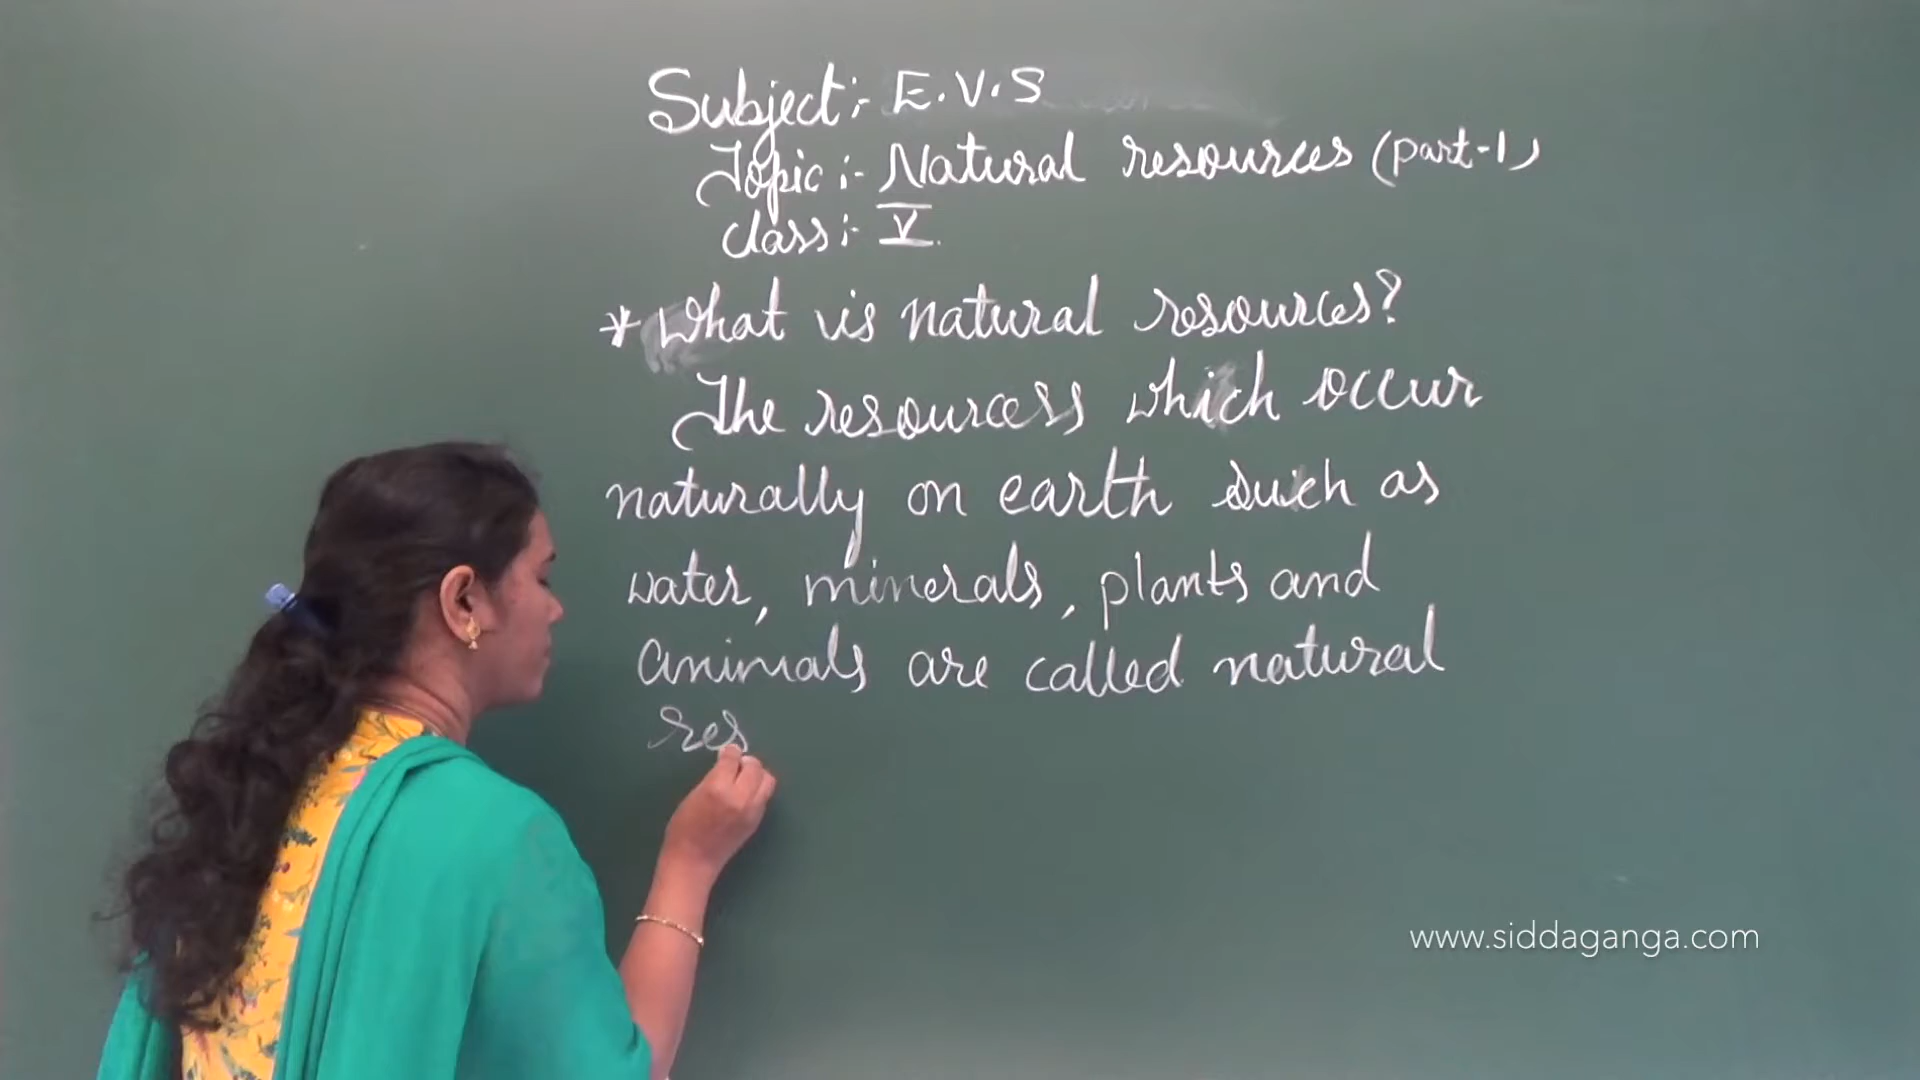 Subject:- E.V.S
Topic:- Natural resources (part-1)
class:- V
* What is natural resources?
The resourcess which occur
naturally on earth such as
water, minerals, plants and
animals are called natural
res
www.siddaganga.com